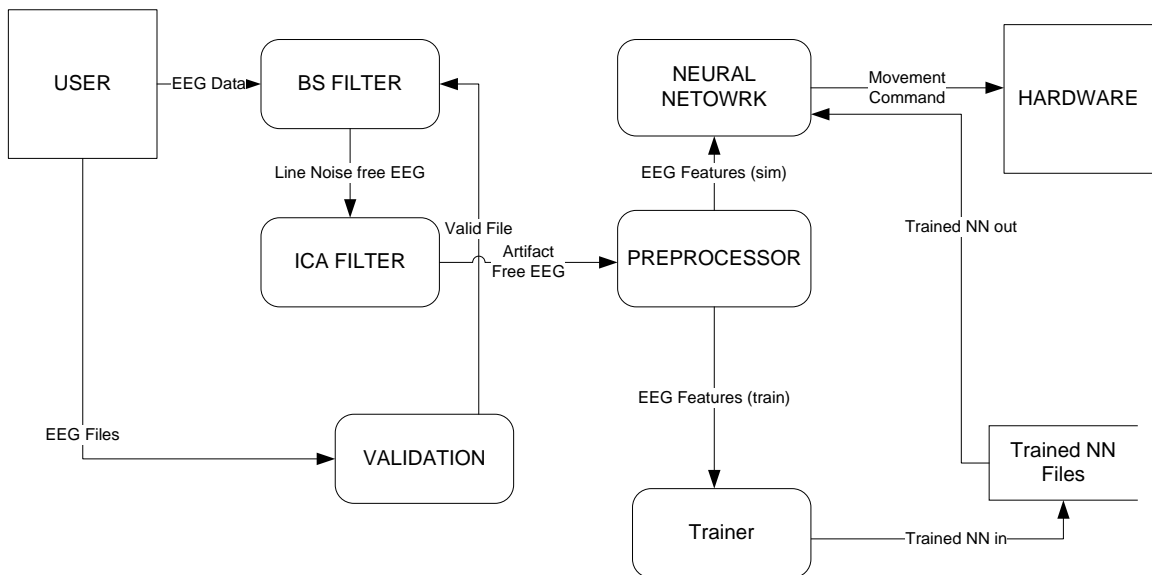 USER
EEG Data
BS FILTER
NEURAL
NETOWRK
Movement
Command
HARDWARE
Line Noise free EEG
EEG Features (sim)
Valid File
Trained NN out
ICA FILTER
Artifact
Free EEG
PREPROCESSOR
EEG Features (train)
EEG Files
VALIDATION
Trained NN
Files
Trainer
Trained NN in